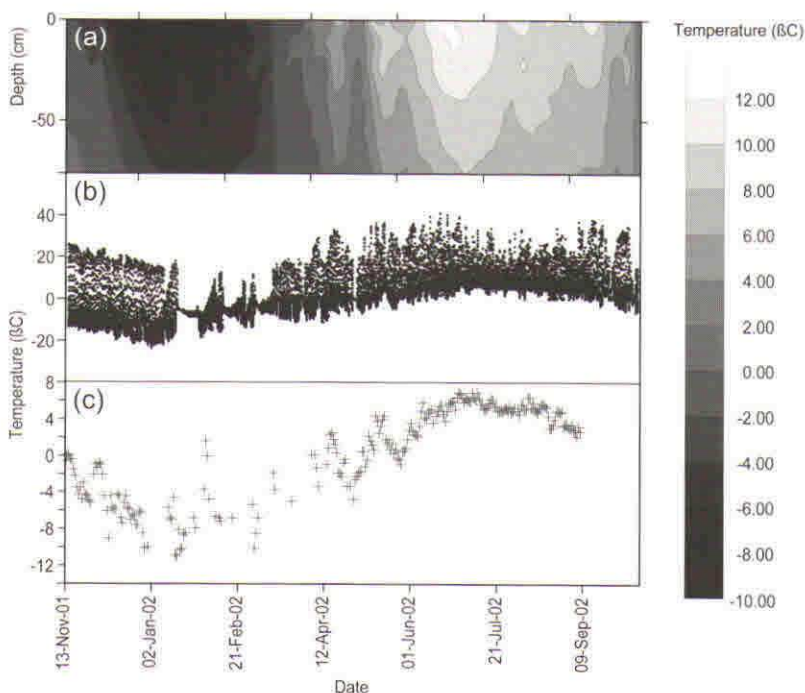 (a)
0
-50
Depth (cm)
(b)
40
20
0
-20
(c)
8
4
0
-4
-8
-12
Temperature (ßC)
13-Nov-01
02-Jan-02
21-Feb-02
12-Apr-02
01-Jun-02
21-Jul-02
09-Sep-02
Date
Temperature (ßC)
12.00
10.00
8.00
6.00
4.00
2.00
0.00
-2.00
-4.00
-6.00
-8.00
-10.00